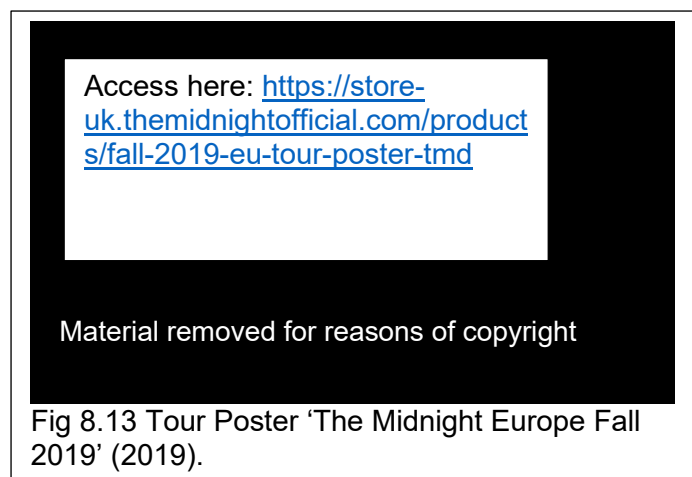 Access here: https://store-
uk.themidnightofficial.com/product
s/fall-2019-eu-tour-poster-tmd
Material removed for reasons of copyright
Fig 8.13 Tour Poster ‘The Midnight Europe Fall
2019’ (2019).